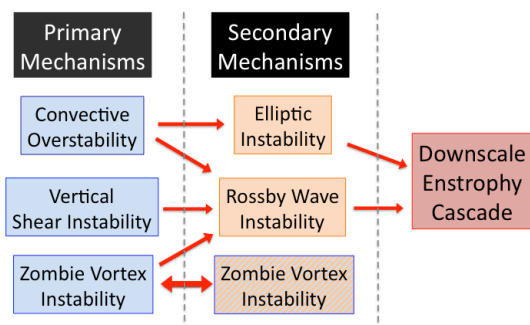 Primary
Mechanisms
Secondary
Mechanisms
Convective
Overstability
Elliptic
Instability
Downscale
Enstrophy
Cascade
Vertical
Shear Instability
Rossby Wave
Instability
Zombie Vortex
Instability
Zombie Vortex
Instability